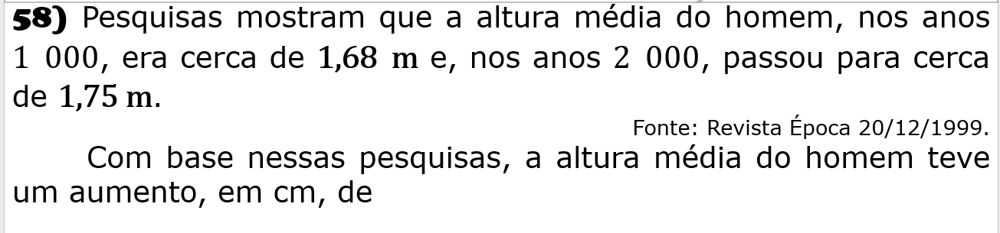 58) Pesquisas mostram que a altura média do homem, nos anos
1 000, era cerca de 1,68 m e, nos anos 2 000, passou para cerca
de 1,75 m.
Fonte: Revista Época 20/12/1999.
Com base nessas pesquisas, a altura média do homem teve
um aumento, em cm, de